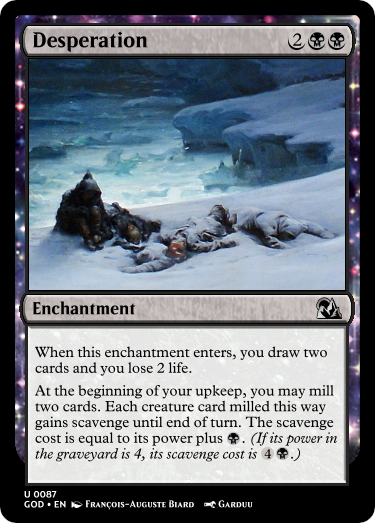 Desperation 2
Enchantment
When this enchantment enters, you draw two
cards and you lose 2 life.
At the beginning of your upkeep, you may mill
two cards. Each creature card milled this way
gains scavenge until end of turn. The scavenge
cost is equal to its power plus . (If its power in
the graveyard is 4, its scavenge cost is 4 .)
U 0087
GOD • EN François-Auguste Biard Garduu